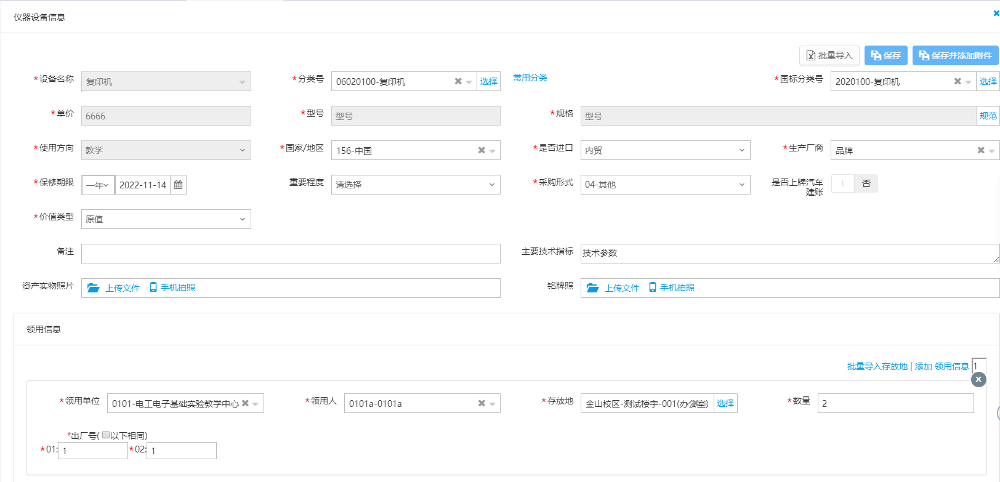 仪器设备信息
批量导入 保存 保存并添加附件
*设备名称 复印机 *分类号 06020100-复印机 选择 常用分类 *国标分类号 2020100-复印机 选择
*单价 6666 *型号 型号 *规格 型号 规范
*使用方向 教学 *国家/地区 156-中国 *是否进口 内贸 *生产厂商 品牌
*保修期限 一年 2022-11-14 重要程度 请选择 *采购形式 04-其他 是否上牌汽车
建账 否
*价值类型 原值
备注 主要技术指标 技术参数
资产实物照片 上传文件 手机拍照 铭牌照 上传文件 手机拍照
领用信息
批量导入存放地 | 添加 领用信息 1
*领用单位 0101-电工电子基础实验教学中心 *领用人 0101a-0101a *存放地 金山校区-测试楼宇-001(办公室) 选择 *数量 2
*出厂号(以下相同)
*01: 1 *02: 1